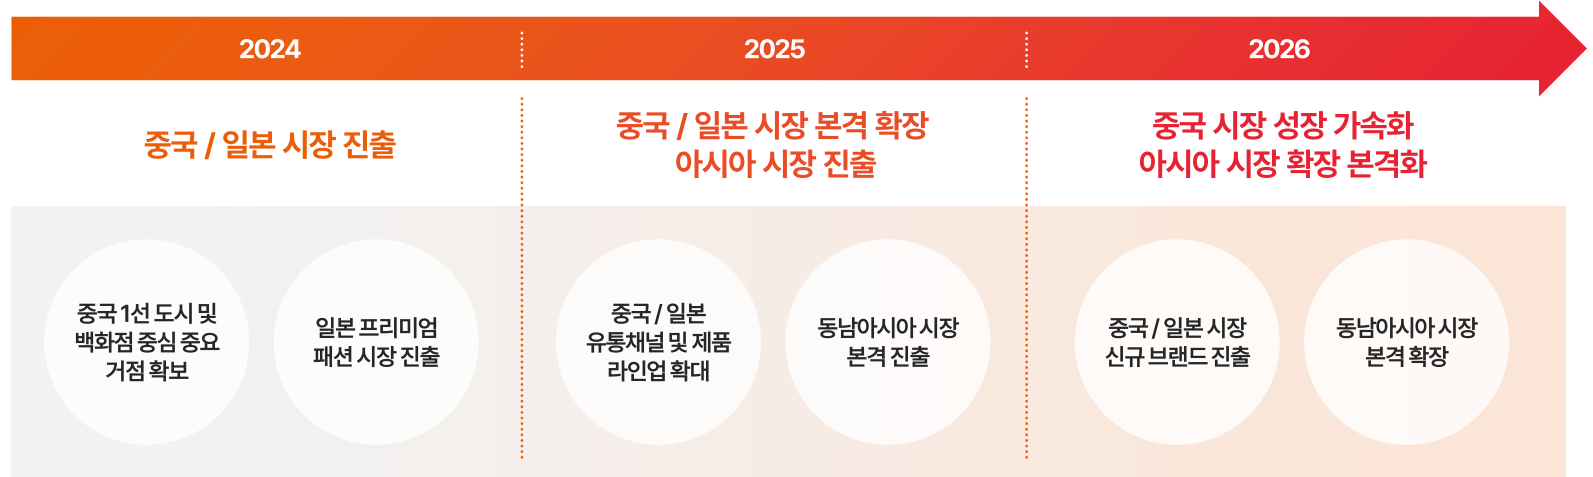 2024
2025
2026
중국 / 일본 시장 진출
중국 / 일본 시장 본격 확장
아시아 시장 진출
중국 시장 성장 가속화
아시아 시장 확장 본격화
중국 1선 도시 및
백화점 중심 중요
거점 확보
일본 프리미엄
패션 시장 진출
중국 / 일본
유통채널 및 제품
라인업 확대
동남아시아 시장
본격 진출
중국 / 일본 시장
신규 브랜드 진출
동남아시아 시장
본격 확장